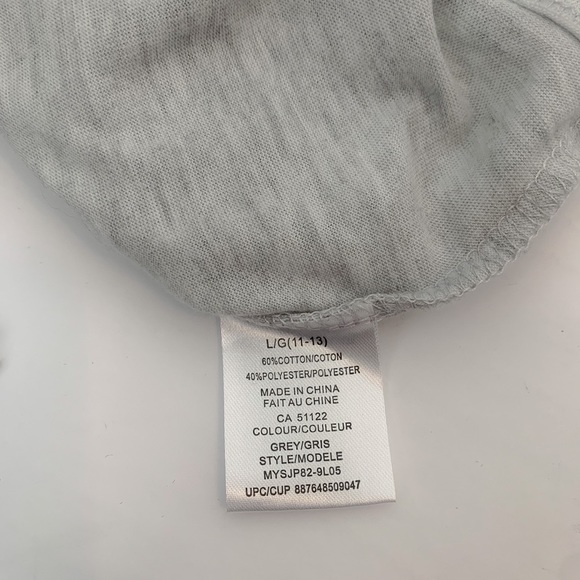 L/G(11-13)
60%COTTON/COTON
40%POLYESTER/POLYESTER
MADE IN CHINA
FAIT AU CHINE
CA 51122
COLOUR/COULEUR
GREY/GRIS
STYLE/MODELE
MYSJP82-9L05
UPC/CUP 887648509047